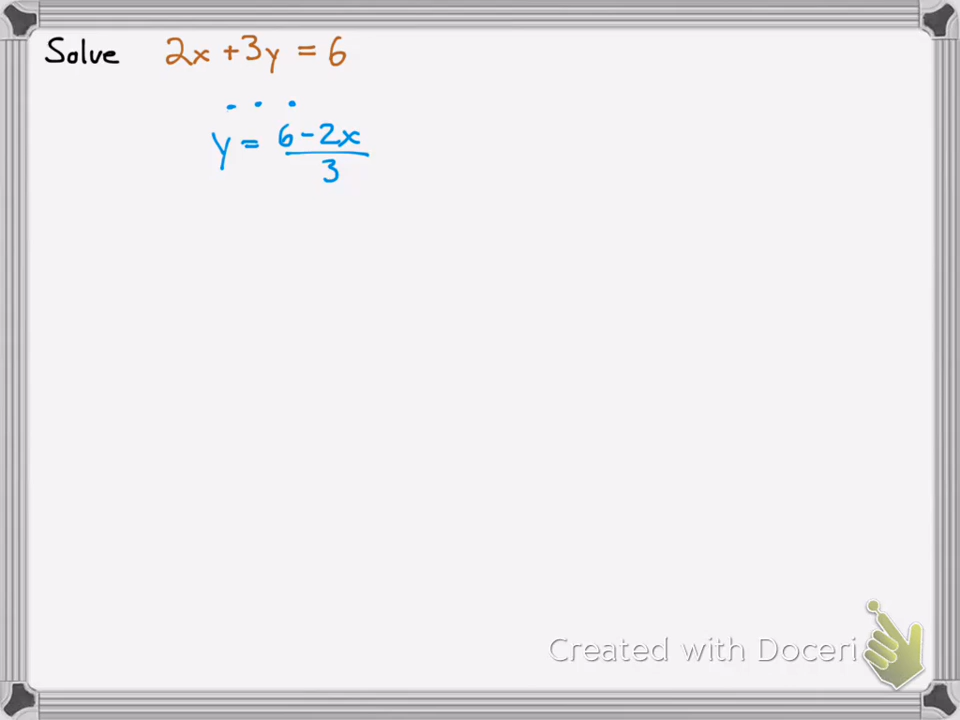 Solve 2x + 3y = 6
. . .
y = 6 - 2x
3
Created with Doceri